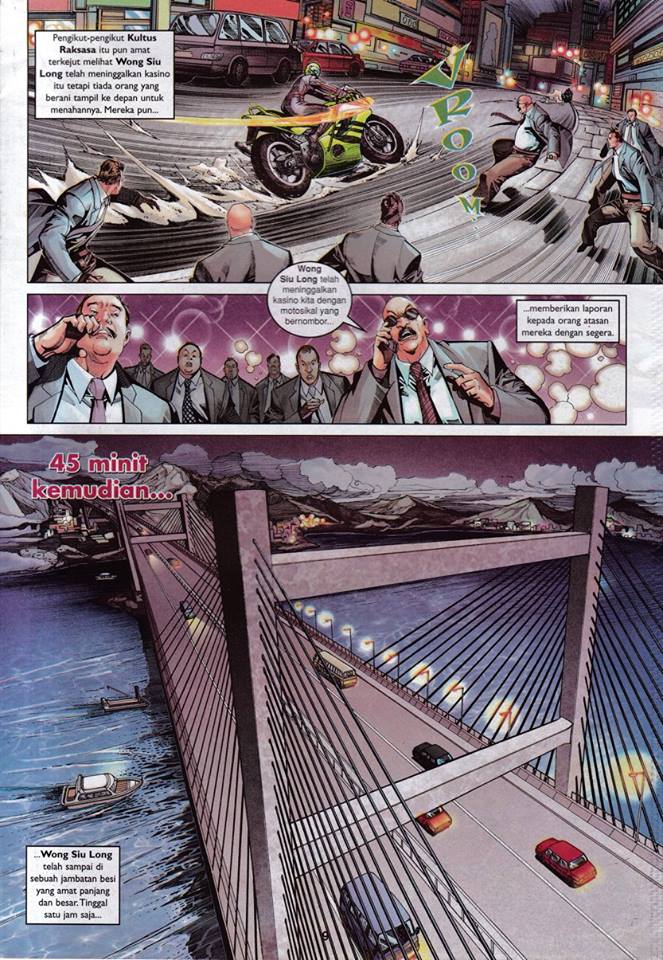 Pengikut-pengikut Kultus
Raksasa itu pun amat
terkejut melihat Wong Siu
Long telah meninggalkan kasino
itu tetapi tiada orang yang
berani tampil ke depan untuk
menahannya. Mereka pun...
VROOM
Wong
Siu Long telah
meninggalkan
kasino kita dengan
motosikal yang
bernombor...
...memberikan laporan
kepada orang atasan
mereka dengan segera.
45 minit
kemudian...
...Wong Siu Long
telah sampai di
sebuah jambatan besi
yang amat panjang
dan besar. Tinggal
satu jam saja...
9